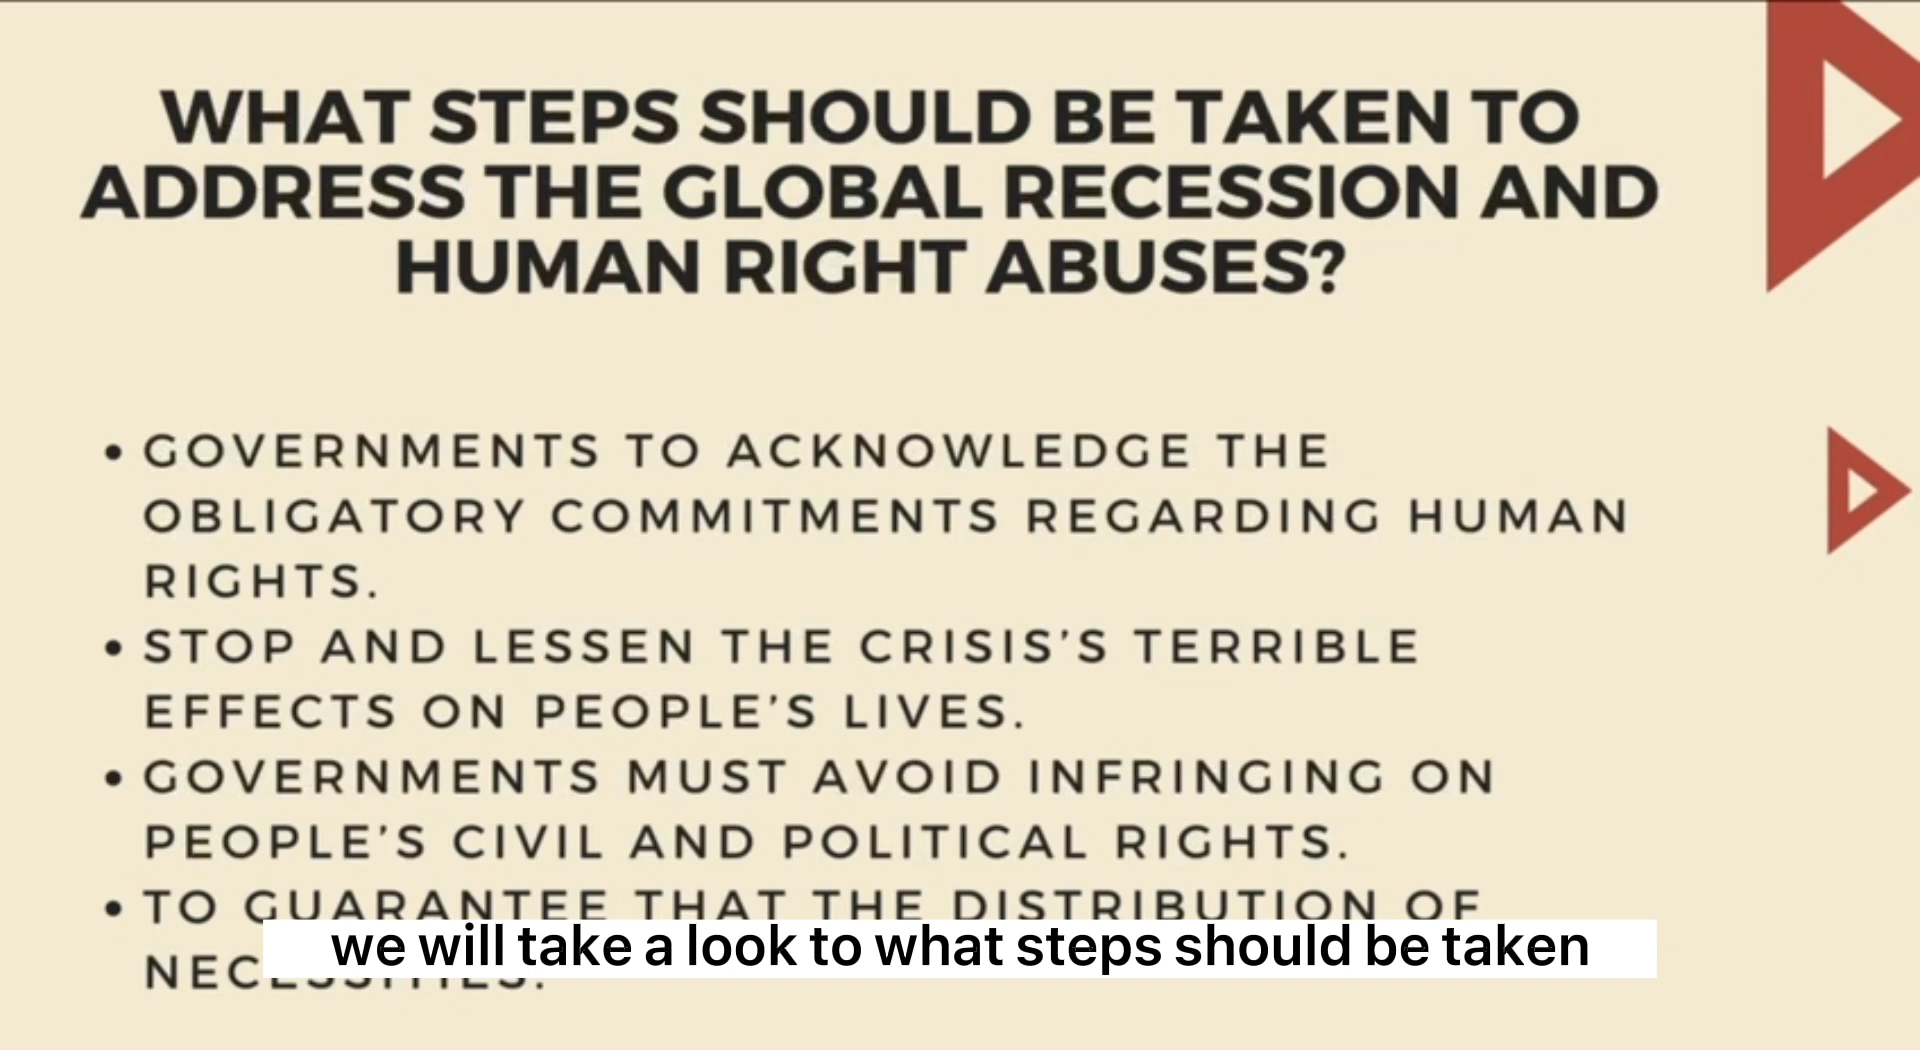 WHAT STEPS SHOULD BE TAKEN TO
ADDRESS THE GLOBAL RECESSION AND
HUMAN RIGHT ABUSES?
• GOVERNMENTS TO ACKNOWLEDGE THE
OBLIGATORY COMMITMENTS REGARDING HUMAN
RIGHTS.
• STOP AND LESSEN THE CRISIS'S TERRIBLE
EFFECTS ON PEOPLE'S LIVES.
• GOVERNMENTS MUST AVOID INFRINGING ON
PEOPLE'S CIVIL AND POLITICAL RIGHTS.
• TO GUARANTEE THAT THE DISTRIBUTION OF
NECESSITIES.
we will take a look to what steps should be taken